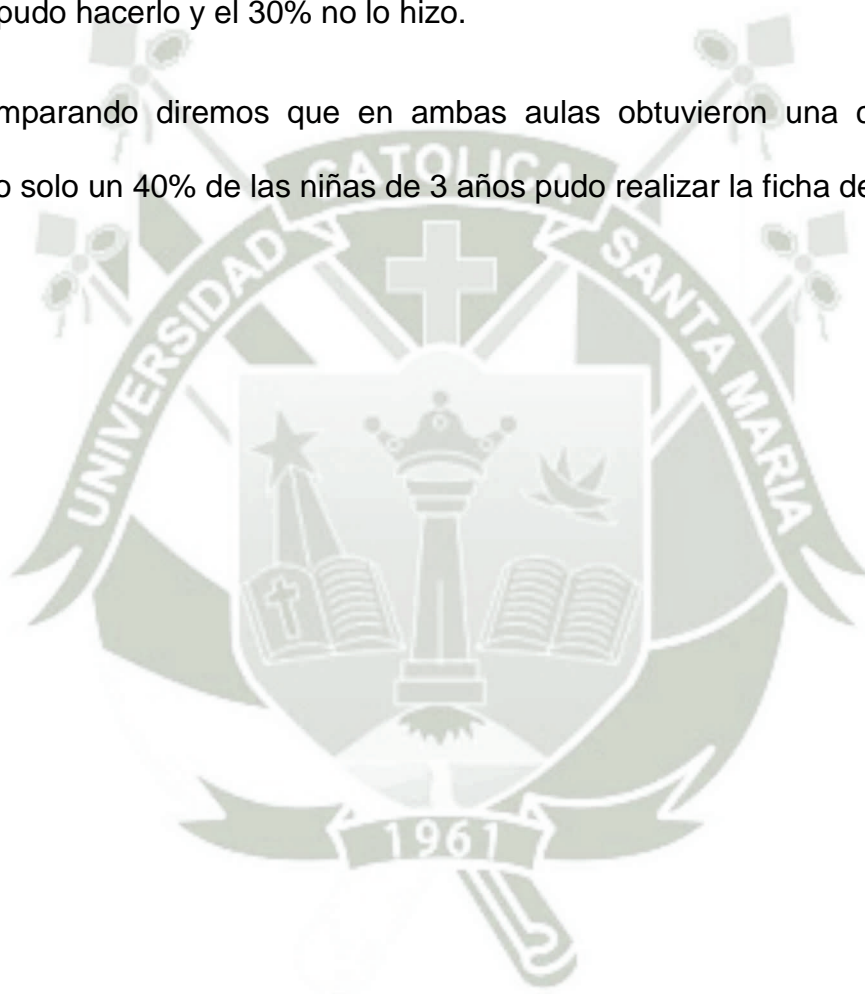 pudo hacerlo y el 30% no lo hizo.
mparando diremos que en ambas aulas obtuvieron una
o solo un 40% de las niñas de 3 años pudo realizar la ficha de
CATOLICA
UNIVERSIDAD
SANTA MARIA
1961